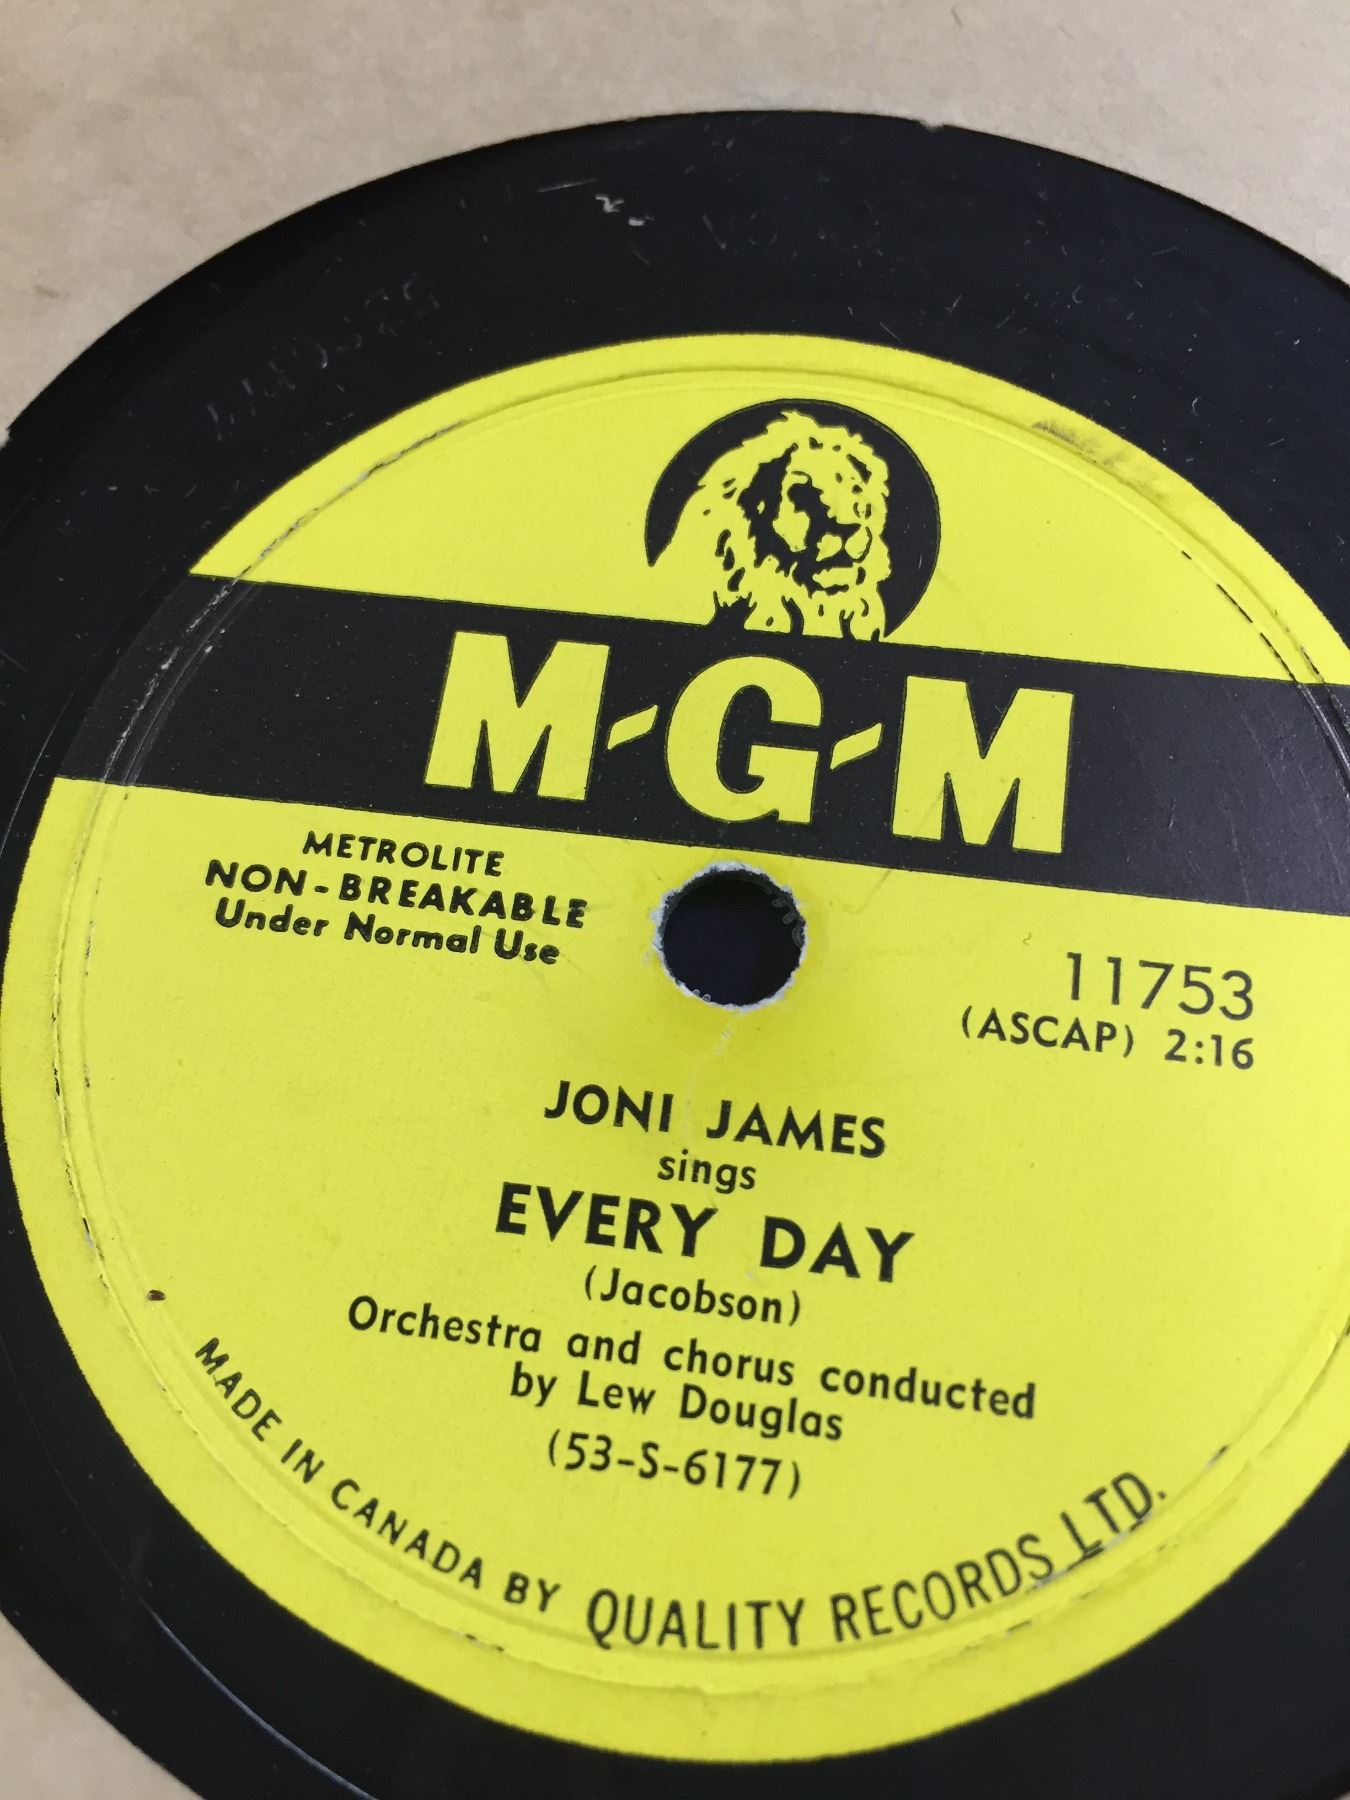 M-G-M
METROLITE
NON-BREAKABLE
Under Normal Use
11753
(ASCAP) 2:16
JONI JAMES
sings
EVERY DAY
(Jacobson)
Orchestra and chorus conducted
by Lew Douglas
(53-S-6177)
MADE IN CANADA BY QUALITY RECORDS LTD.